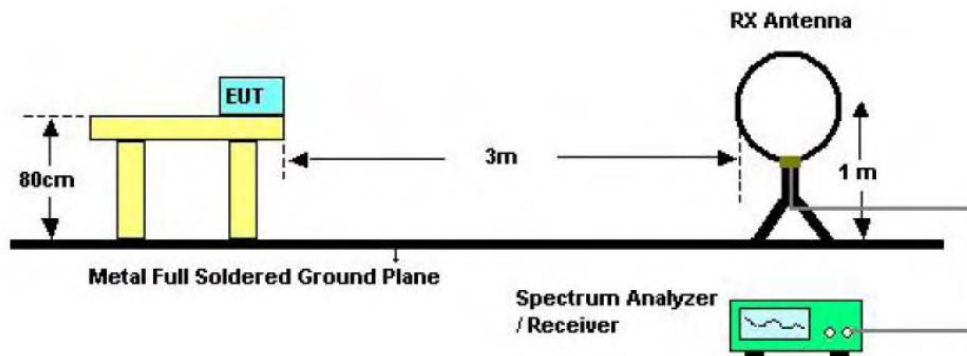 RX Antenna
EUT
80cm
3m
1 m
Metal Full Soldered Ground Plane
Spectrum Analyzer
/ Receiver